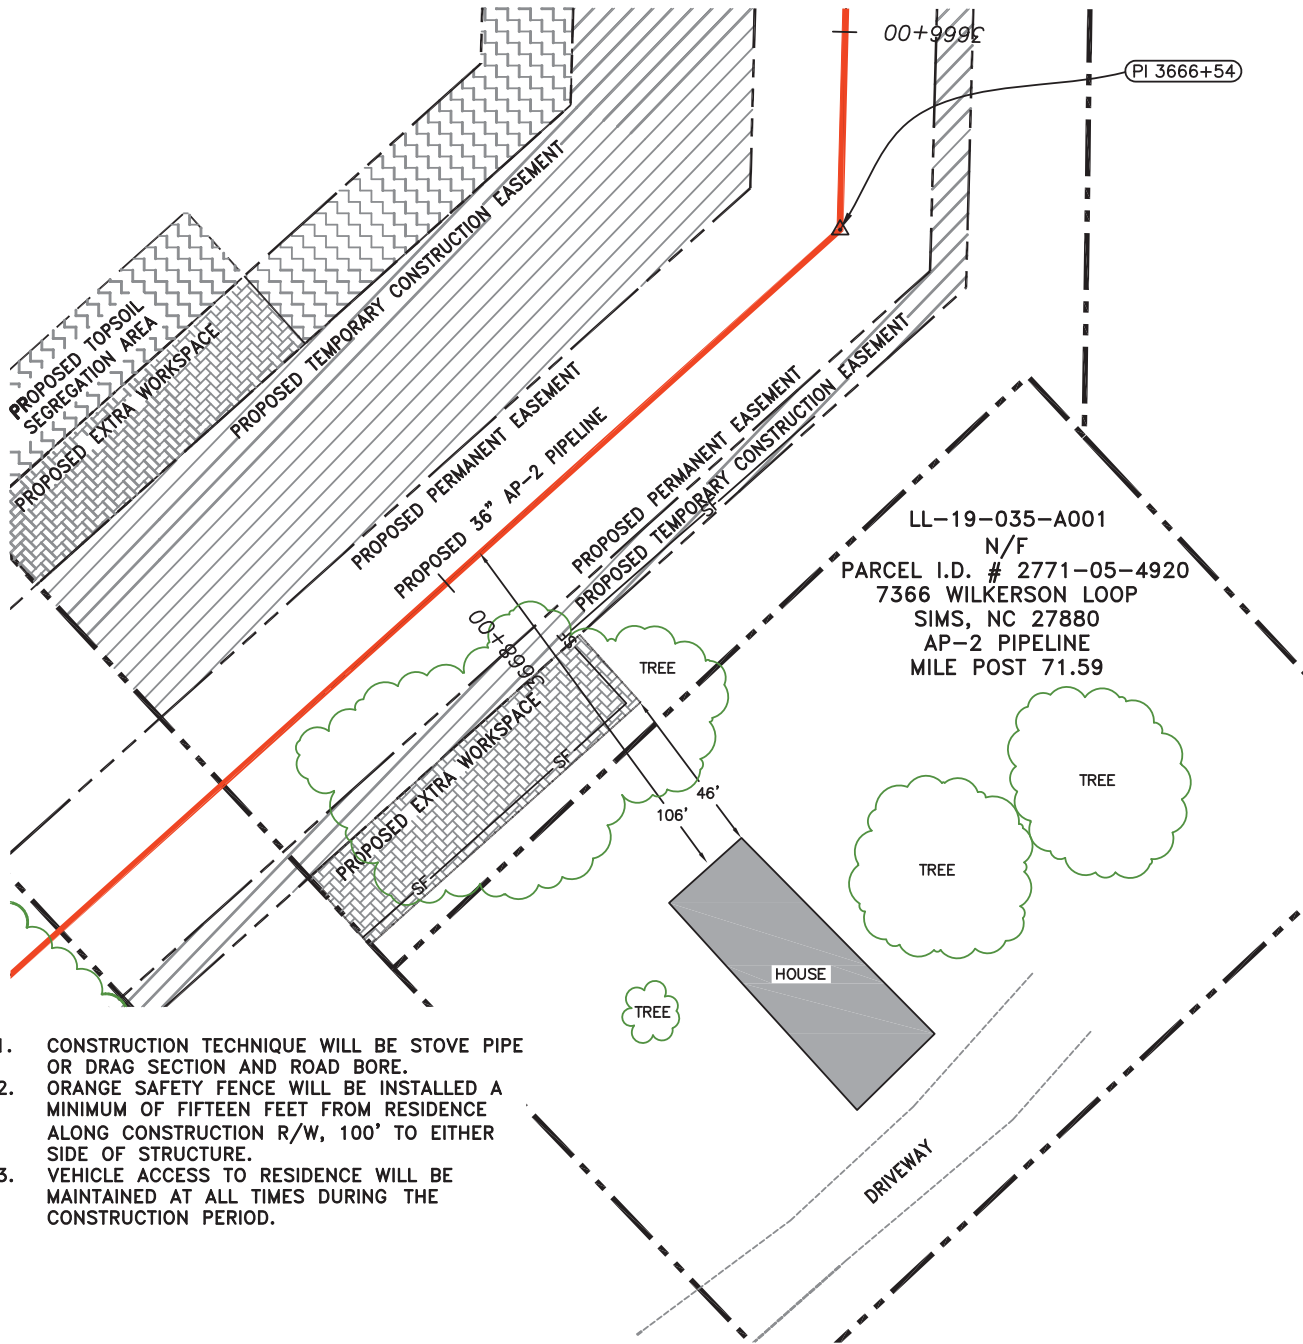 3666+00
PI 3666+54
PROPOSED TEMPORARY CONSTRUCTION EASEMENT
PROPOSED TOPSOIL
SEGREGATION AREA
PROPOSED EXTRA WORKSPACE
PROPOSED PERMANENT EASEMENT
PROPOSED 36" AP-2 PIPELINE
PROPOSED PERMANENT EASEMENT
PROPOSED TEMPORARY CONSTRUCTION EASEMENT
SF
LL-19-035-A001
N/F
PARCEL I.D. # 2771-05-4920
7366 WILKERSON LOOP
SIMS, NC 27880
AP-2 PIPELINE
MILE POST 71.59
3668+00
SF
TREE
PROPOSED EXTRA WORKSPACE
SF
SF
46'
106'
TREE
TREE
HOUSE
TREE
DRIVEWAY
1. CONSTRUCTION TECHNIQUE WILL BE STOVE PIPE
OR DRAG SECTION AND ROAD BORE.
2. ORANGE SAFETY FENCE WILL BE INSTALLED A
MINIMUM OF FIFTEEN FEET FROM RESIDENCE
ALONG CONSTRUCTION R/W, 100' TO EITHER
SIDE OF STRUCTURE.
3. VEHICLE ACCESS TO RESIDENCE WILL BE
MAINTAINED AT ALL TIMES DURING THE
CONSTRUCTION PERIOD.